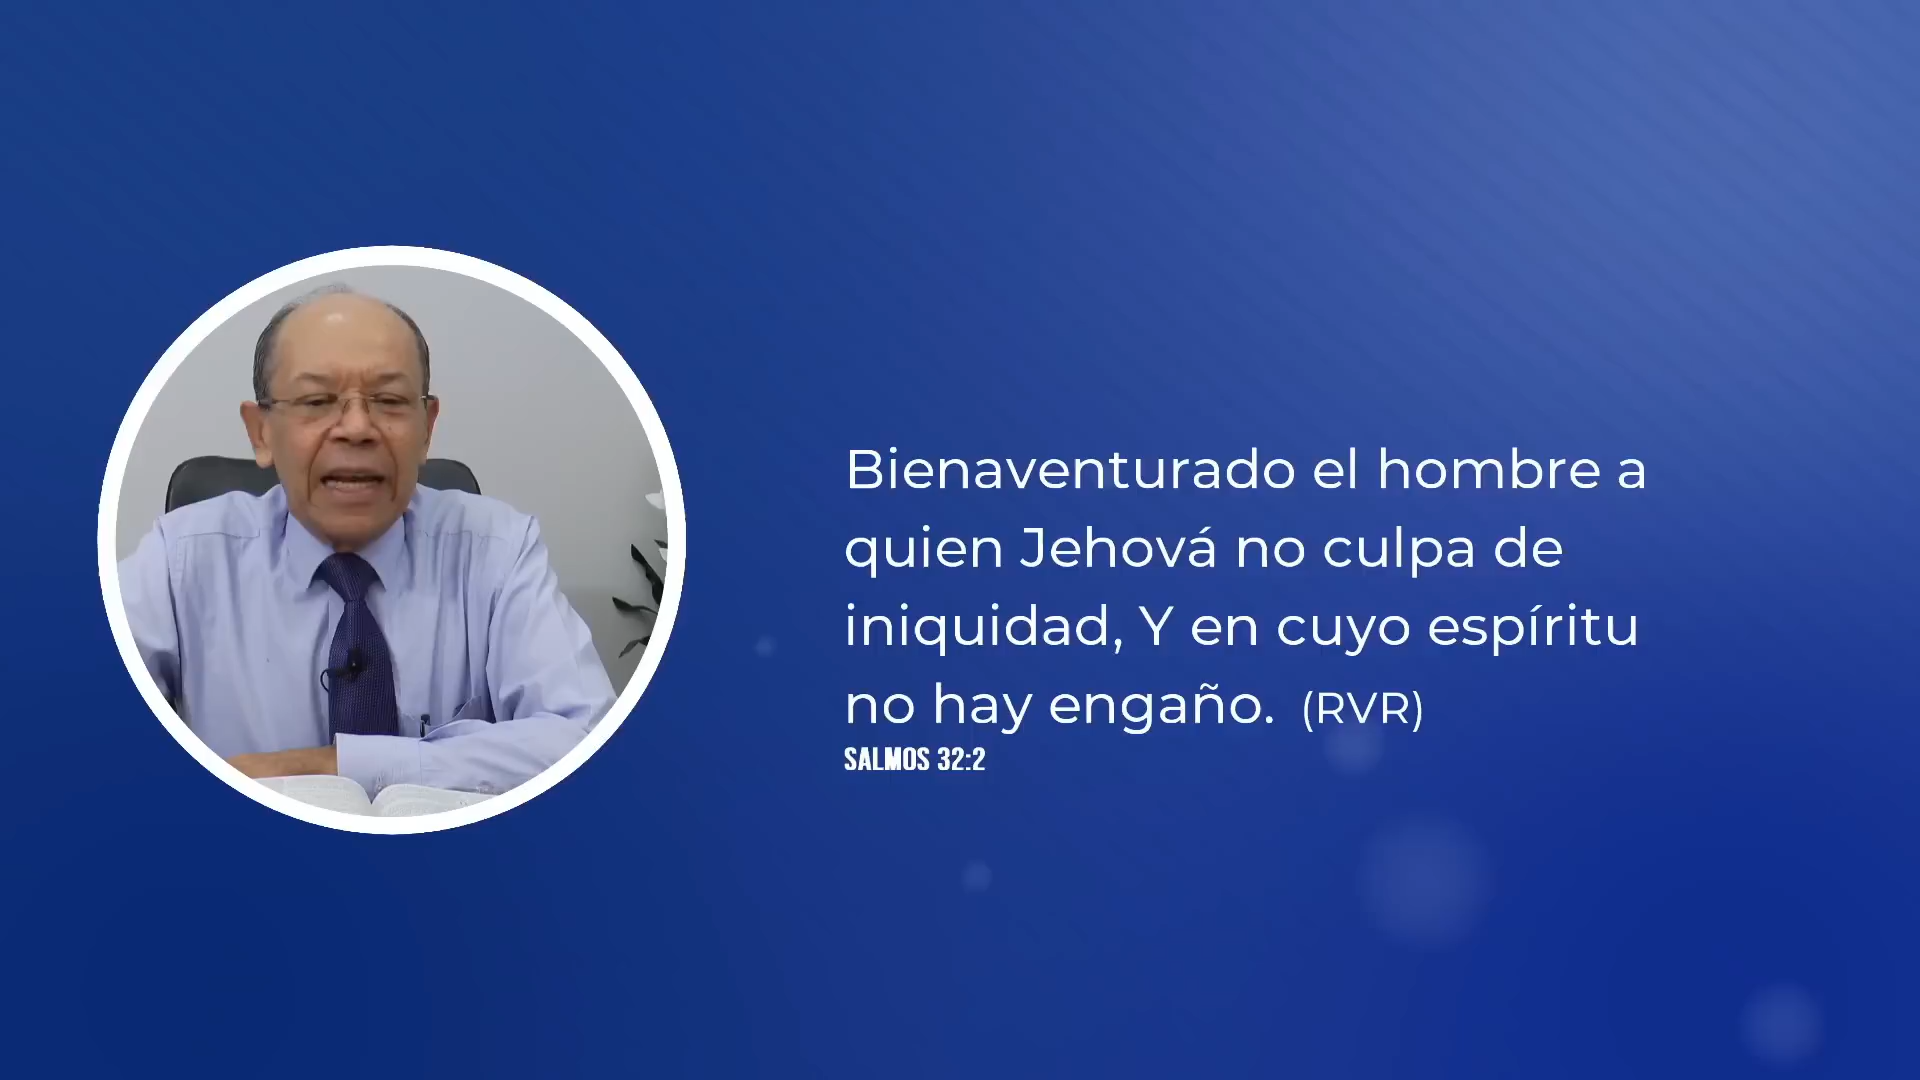 Bienaventurado el hombre a
quien Jehová no culpa de
iniquidad, Y en cuyo espíritu
no hay engaño. (RVR)
SALMOS 32:2